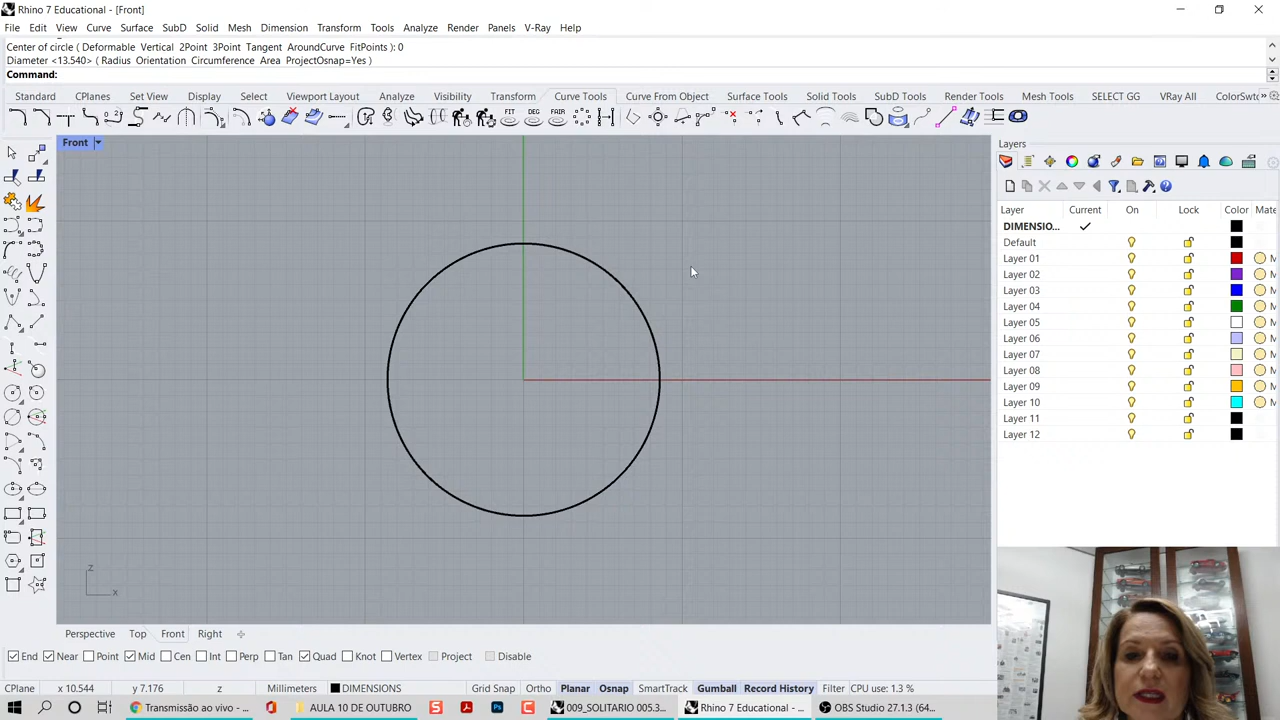 Rhino 7 Educational - [Front]
File Edit View Curve Surface SubD Solid Mesh Dimension Transform Tools Analyze Render Panels V-Ray Help
Center of circle ( Deformable Vertical 2Point 3Point Tangent AroundCurve FitPoints ): 0
Diameter <13.540> ( Radius Orientation Circumference Area ProjectOsnap=Yes )
Command:
Standard CPlanes Set View Display Select Viewport Layout Analyze Visibility Transform Curve Tools Curve From Object Surface Tools Solid Tools SubD Tools Render Tools Mesh Tools SELECT GG VRay All ColorSwtc
FIT DEG
Front
Layers
Layer Current On Lock Color Mate
DIMENSIO...
Default
Layer 01 M
Layer 02 M
Layer 03 M
Layer 04 M
Layer 05 M
Layer 06 M
Layer 07 M
Layer 08 M
Layer 09 M
Layer 10 M
Layer 11
Layer 12
z
x
Perspective Top Front Right
End Near Point Mid Cen Int Perp Tan Quad Knot Vertex Project Disable
CPlane x 10.544 y 7.176 z Millimeters DIMENSIONS Grid Snap Ortho Planar Osnap SmartTrack Gumball Record History Filter CPU use: 1.3 %
Transmissão ao vivo - ... AULA 10 DE OUTUBRO 009_SOLITARIO 005.3... Rhino 7 Educational - ... OBS Studio 27.1.3 (64...